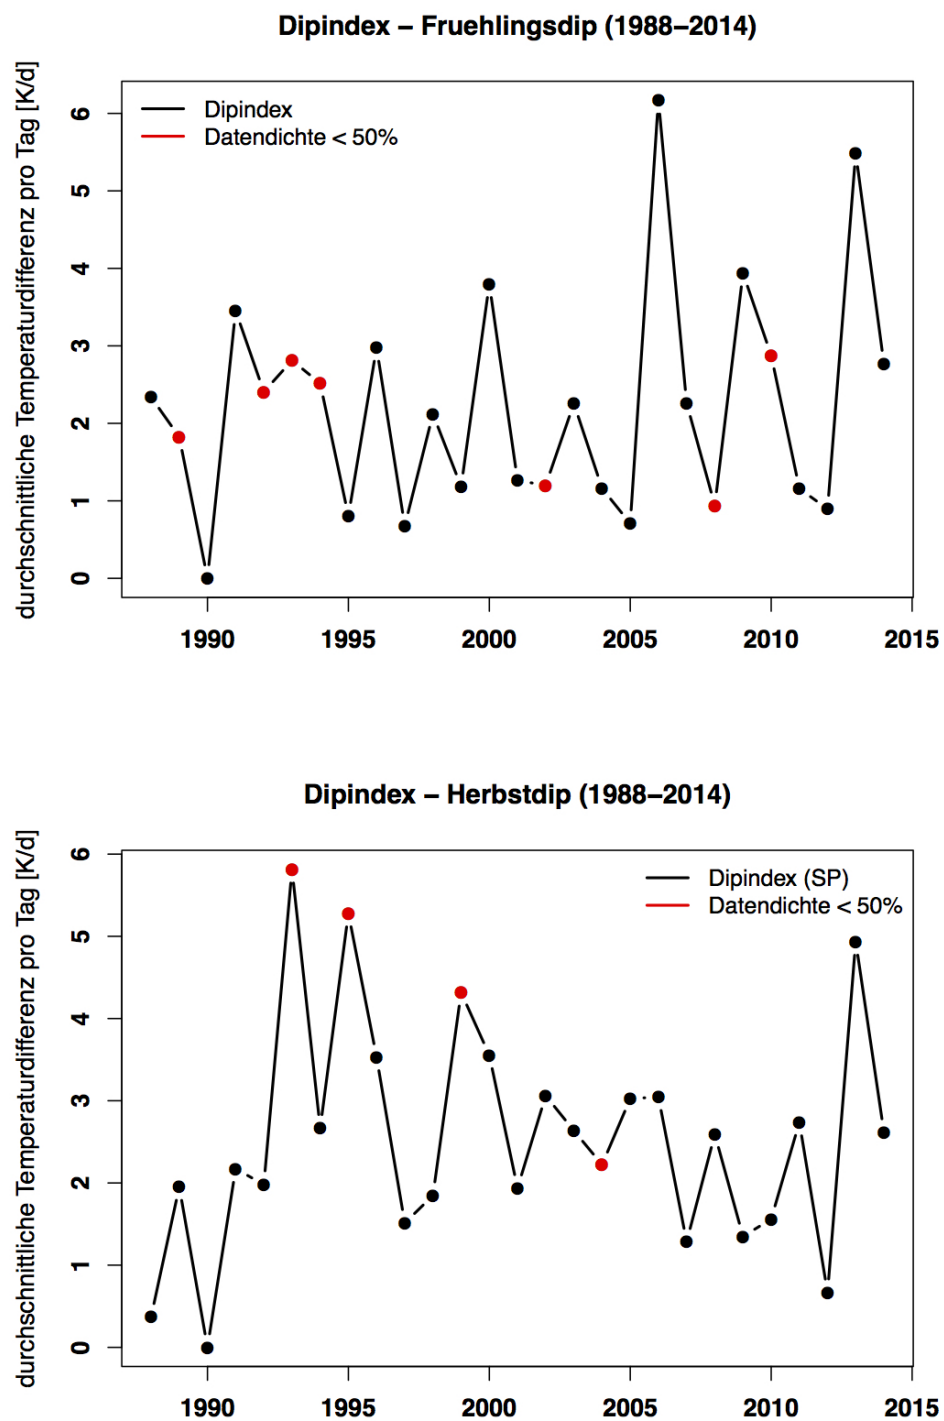 Dipindex – Fruehlingsdip (1988–2014)
durchschnittliche Temperaturdifferenz pro Tag [K/d]
6
5
4
3
2
1
0
Dipindex
Datendichte < 50%
1990 1995 2000 2005 2010 2015
Dipindex – Herbstdip (1988–2014)
durchschnittliche Temperaturdifferenz pro Tag [K/d]
6
5
4
3
2
1
0
Dipindex (SP)
Datendichte < 50%
1990 1995 2000 2005 2010 2015